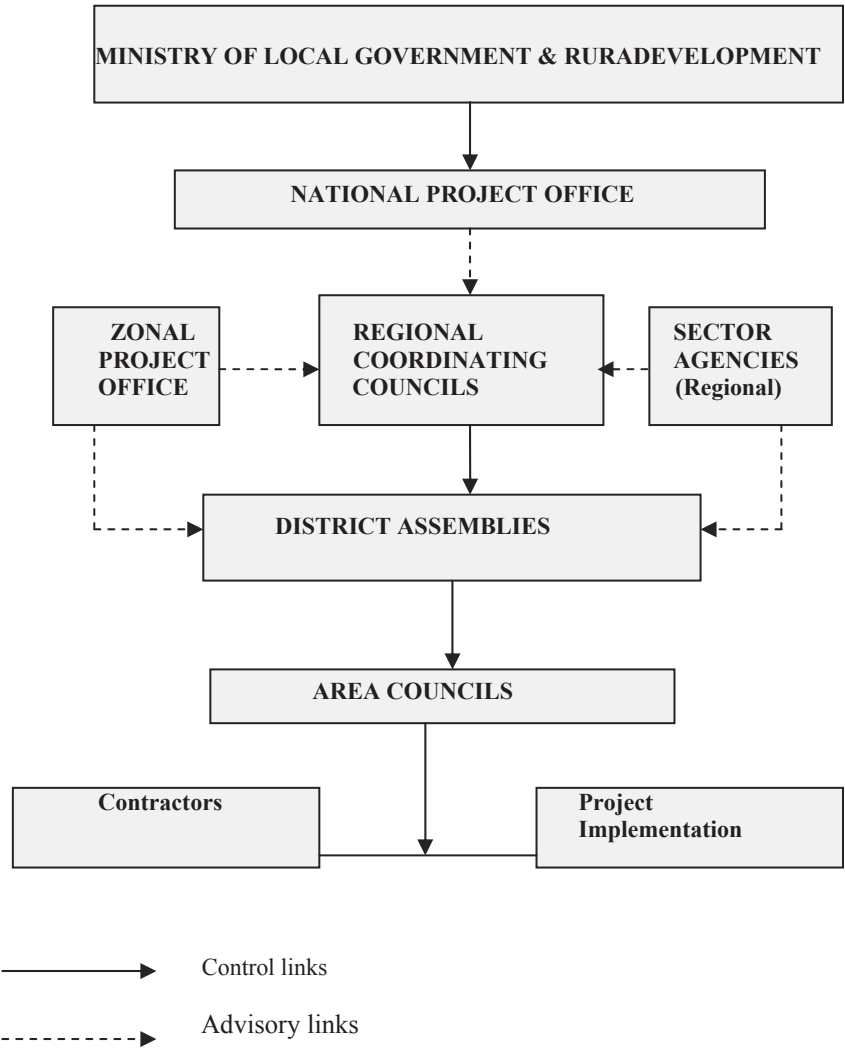 MINISTRY OF LOCAL GOVERNMENT & RURADEVELOPMENT
NATIONAL PROJECT OFFICE
ZONAL
PROJECT
OFFICE
REGIONAL
COORDINATING
COUNCILS
SECTOR
AGENCIES
(Regional)
DISTRICT ASSEMBLIES
AREA COUNCILS
Contractors
Project
Implementation
Control links
Advisory links